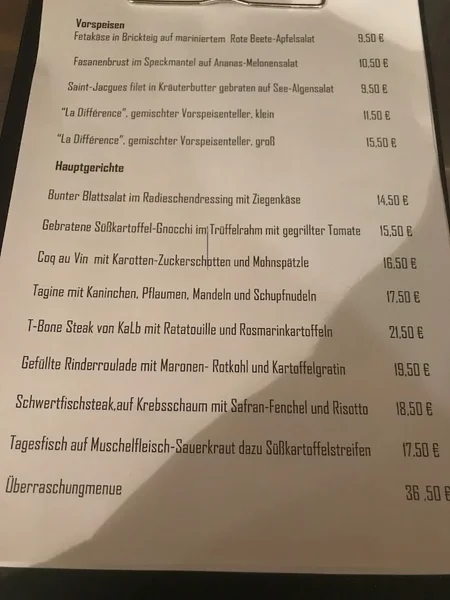 Vorspeisen
Fetakäse in Brickteig auf mariniertem Rote Beete-Apfelsalat 9,50 €
Fasanenbrust im Speckmantel auf Ananas-Melonensalat 10,50 €
Saint-Jacques filet in Kräuterbutter gebraten auf See-Algensalat 9,50 €
"La Différence", gemischter Vorspeisenteller, klein 11,50 €
"La Différence", gemischter Vorspeisenteller, groß 15,50 €
Hauptgerichte
Bunter Blattsalat im Radieschendressing mit Ziegenkäse 14,50 €
Gebratene Süßkartoffel-Gnocchi im Trüffelrahm mit gegrillter Tomate 15,50 €
Coq au Vin mit Karotten-Zuckerschotten und Mohnspätzle 16,50 €
Tagine mit Kaninchen, Pflaumen, Mandeln und Schupfnudeln 17,50 €
T-Bone Steak von KaLb mit Ratatouille und Rosmarinkartoffeln 21,50 €
Gefüllte Rinderroulade mit Maronen- Rotkohl und Kartoffelgratin 19,50 €
Schwertfischsteak,auf Krebsschaum mit Safran-Fenchel und Risotto 18,50 €
Tagesfisch auf Muschelfleisch-Sauerkraut dazu Süßkartoffelstreifen 17,50 €
Überraschungmenue 36 ,50 €